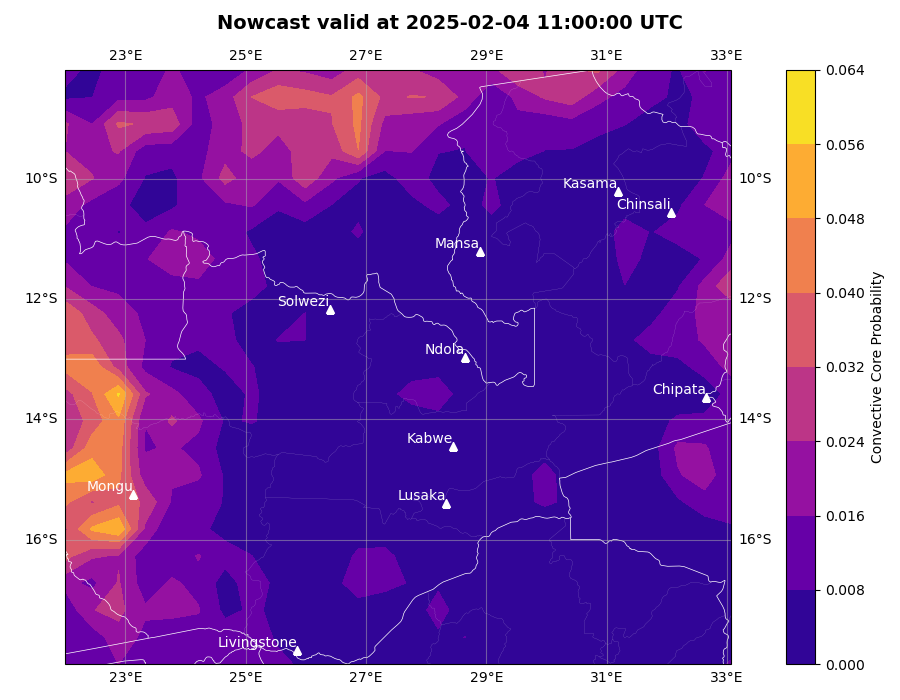 Nowcast valid at 2025-02-04 11:00:00 UTC
23°E 25°E 27°E 29°E 31°E 33°E
0.064
0.056
10°S Kasama 10°S
Chinsali
0.048
Mansa
0.040
12°S Solwezi 12°S
Ndola
0.032
Chipata
14°S 14°S
Kabwe
0.024
Mongu
Lusaka
0.016
16°S 16°S
0.008
Livingstone
0.000
23°E 25°E 27°E 29°E 31°E 33°E
Convective Core Probability